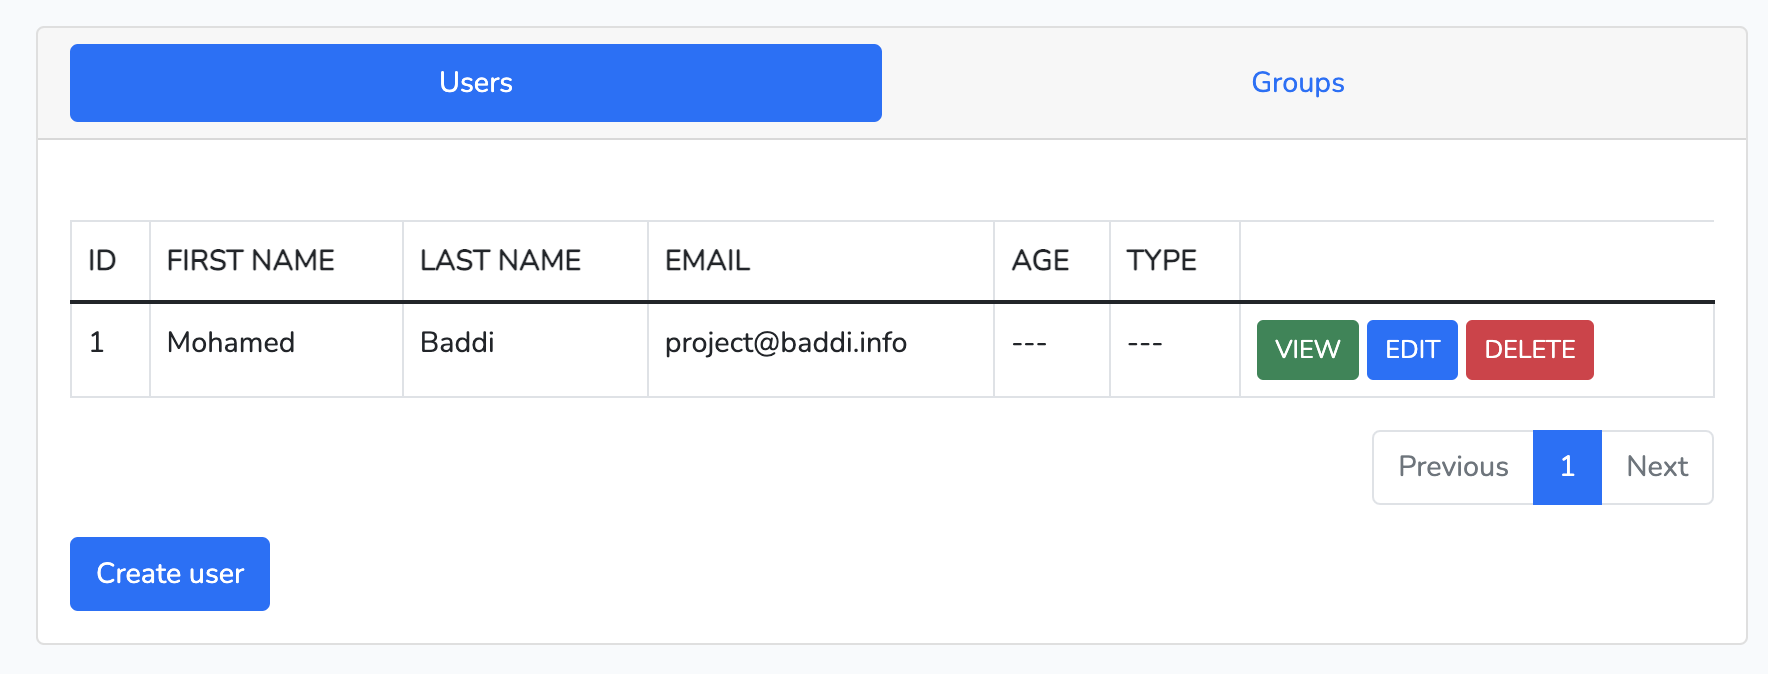 Users Groups
ID FIRST NAME LAST NAME EMAIL AGE TYPE
1 Mohamed Baddi project@baddi.info --- --- VIEW EDIT DELETE
Previous 1 Next
Create user